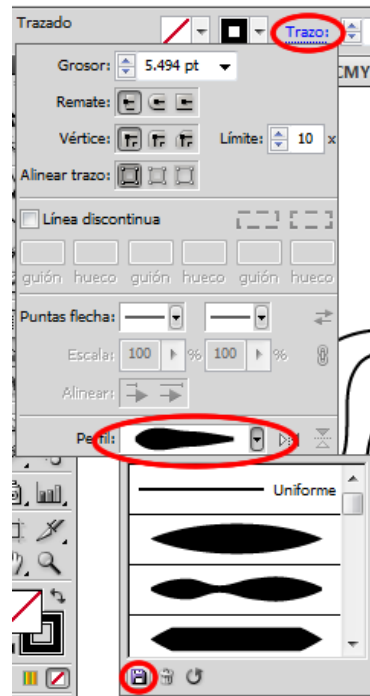 Trazado
Trazo:
Grosor: 5.494 pt
CMY
Remate:
Vértice: Límite: 10 x
Alinear trazo:
Línea discontinua
guión hueco guión hueco guión hueco
Puntas flecha:
Escala: 100 % 100 %
Alinear:
Perfil:
Uniforme